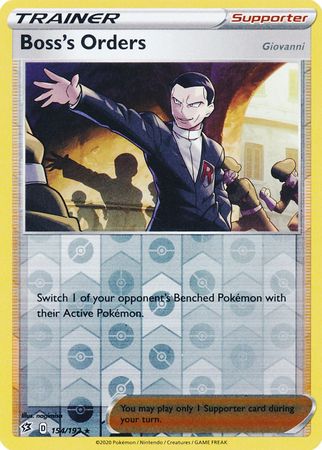 TRAINER Supporter
Boss's Orders Giovanni
R
Switch 1 of your opponent's Benched Pokémon with
their Active Pokémon.
You may play only 1 Supporter card during
your turn.
Illus. nagimiso
D 154/192 ★
©2020 Pokémon / Nintendo / Creatures / GAME FREAK